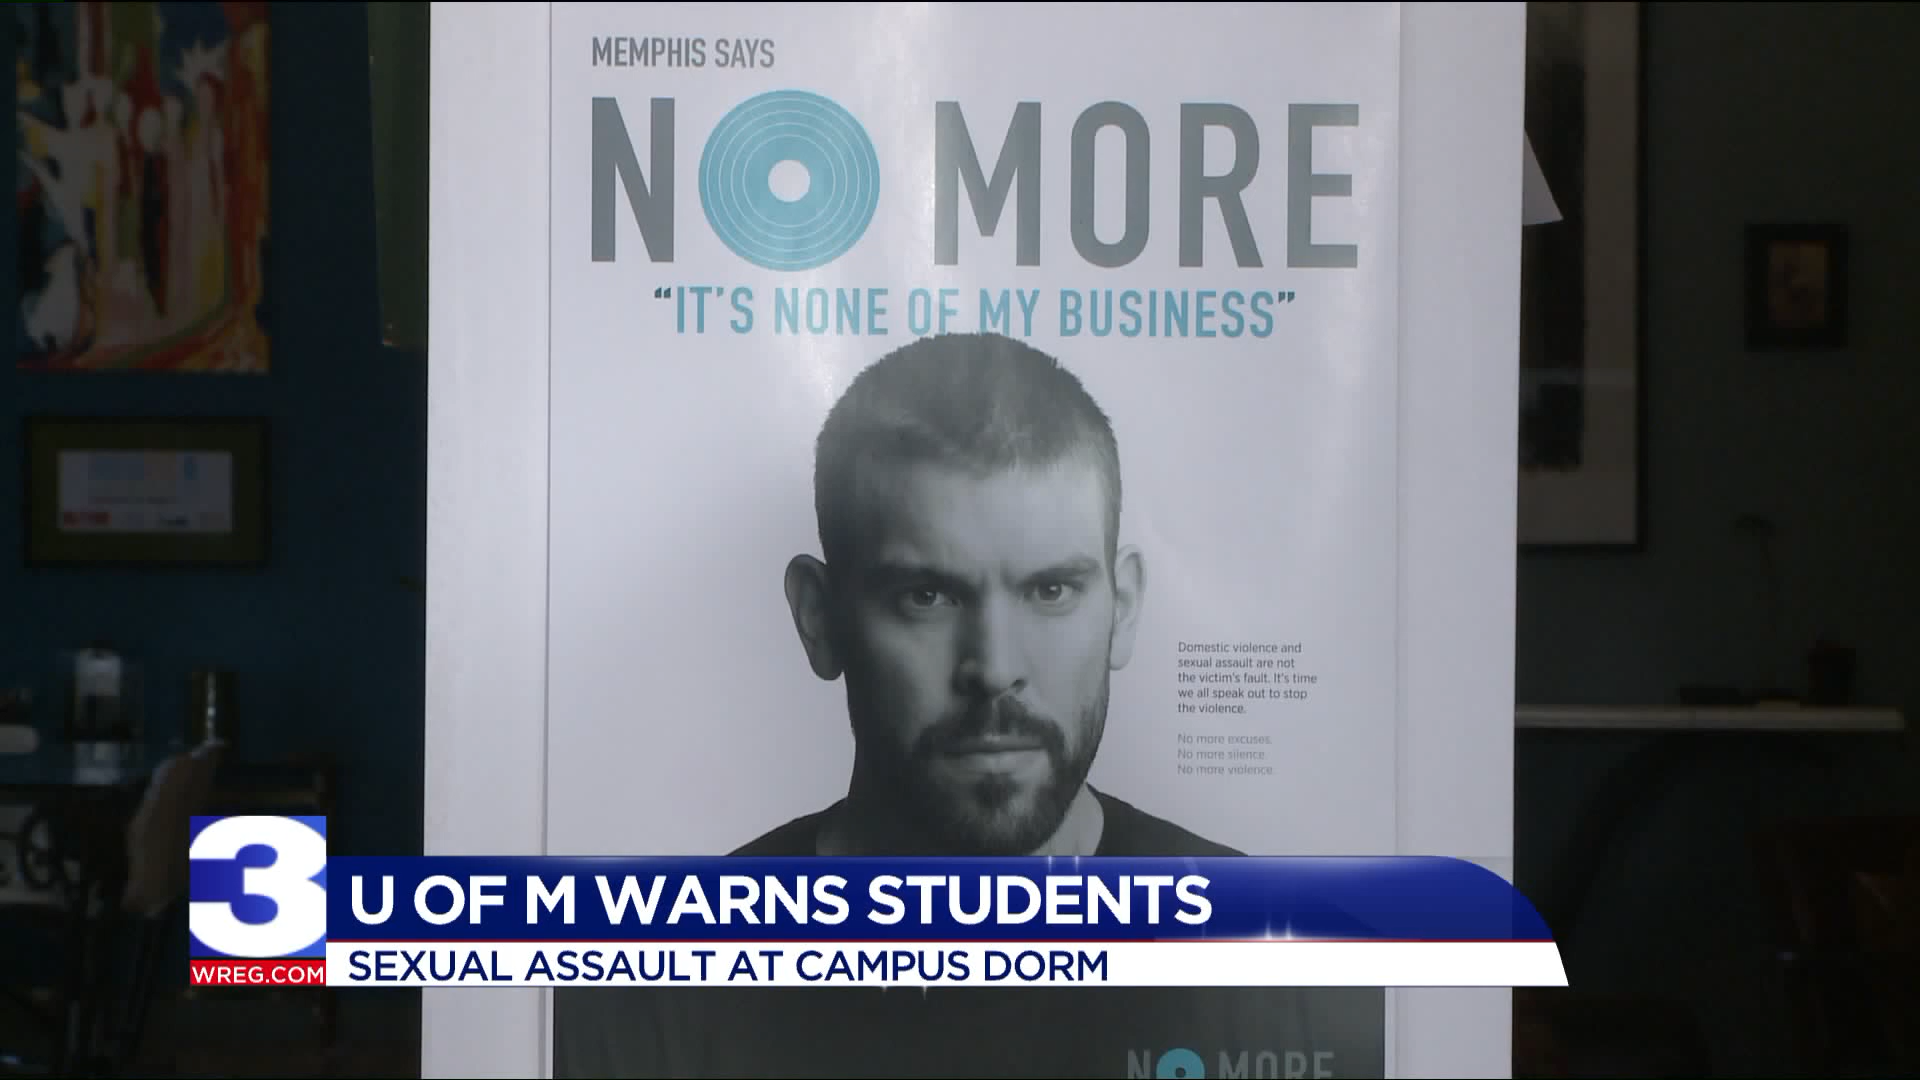 MEMPHIS SAYS
NO MORE
“IT'S NONE OF MY BUSINESS”
Domestic violence and
sexual assault are not
the victim's fault. It's time
we all speak out to stop
the violence.
No more excuses.
No more silence.
No more violence.
3
WREG.COM
U OF M WARNS STUDENTS
SEXUAL ASSAULT AT CAMPUS DORM
NO MORE